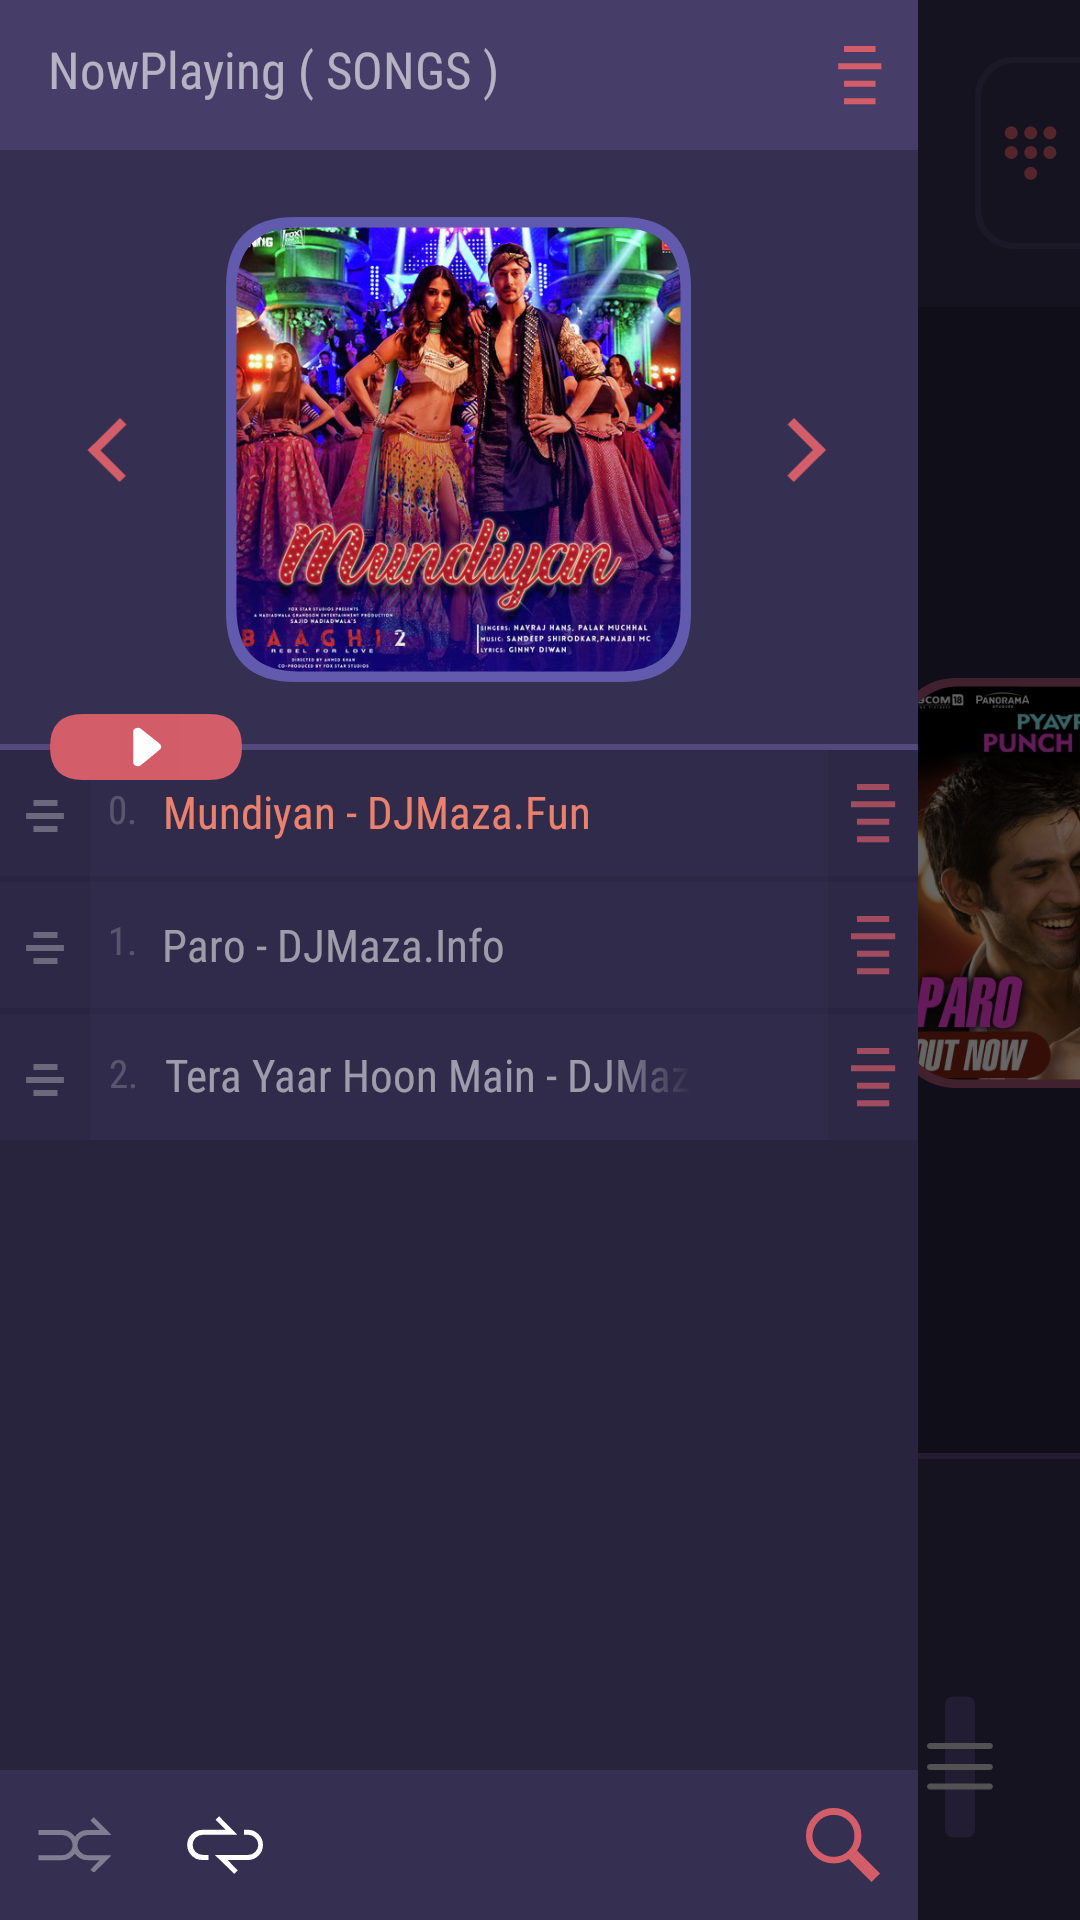 NowPlaying ( SONGS )
Mundiyan
FOX STAR STUDIOS PRESENTS
A NADIADWALA GRANDSON ENTERTAINMENT PRODUCTION
SAJID NADIADWALA'S
BAAGHI 2
REBEL FOR LOVE
DIRECTED BY AHMED KHAN
CO-PRODUCED BY FOX STAR STUDIOS
SINGERS: NAVRAJ HANS, PALAK MUCHHAL
MUSIC: SANDEEP SHIRODKAR, PANJABI MC
LYRICS: GINNY DIWAN
COM 18 PANORAMA
STUDIOS
PYAAR
PUNCH
PARO
OUT NOW
0. Mundiyan - DJMaza.Fun
1. Paro - DJMaza.Info
2. Tera Yaar Hoon Main - DJMaz